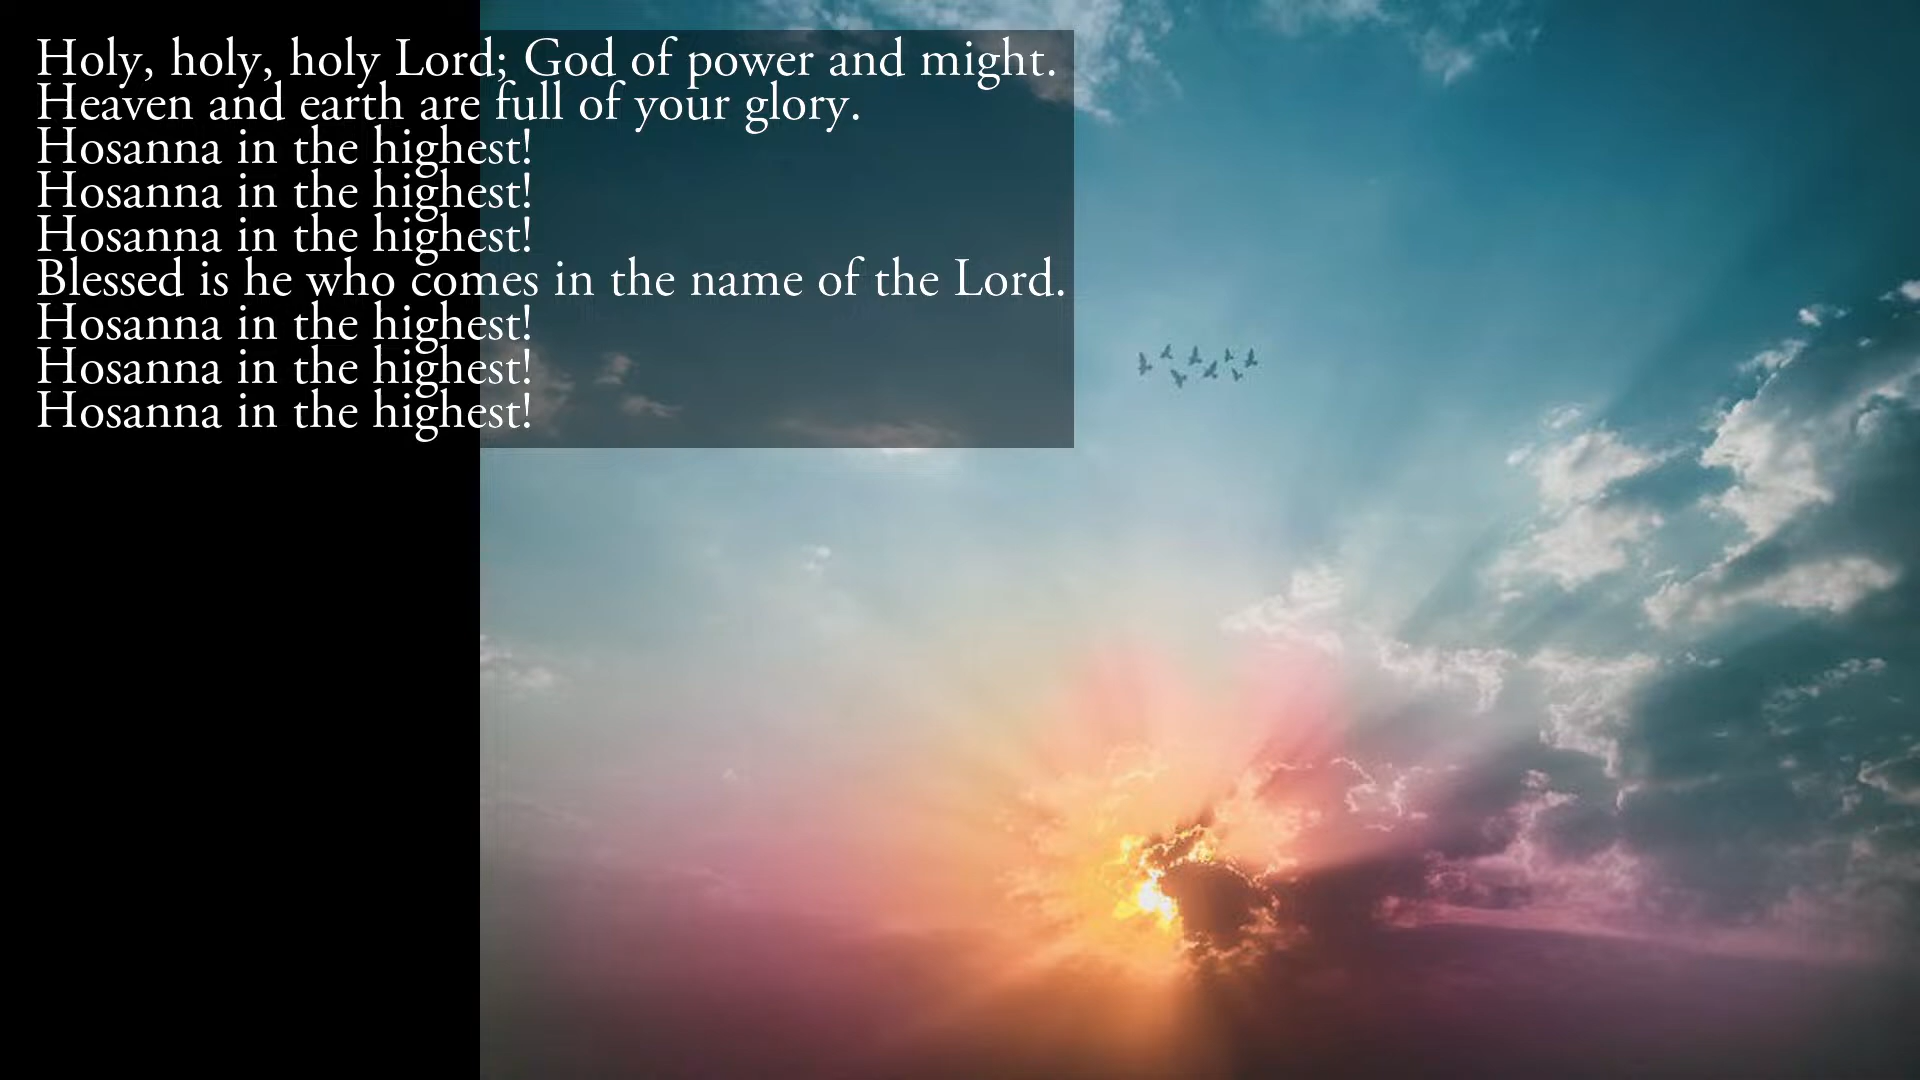 Holy, holy, holy Lord; God of power and might.
Heaven and earth are full of your glory.
Hosanna in the highest!
Hosanna in the highest!
Hosanna in the highest!
Blessed is he who comes in the name of the Lord.
Hosanna in the highest!
Hosanna in the highest!
Hosanna in the highest!